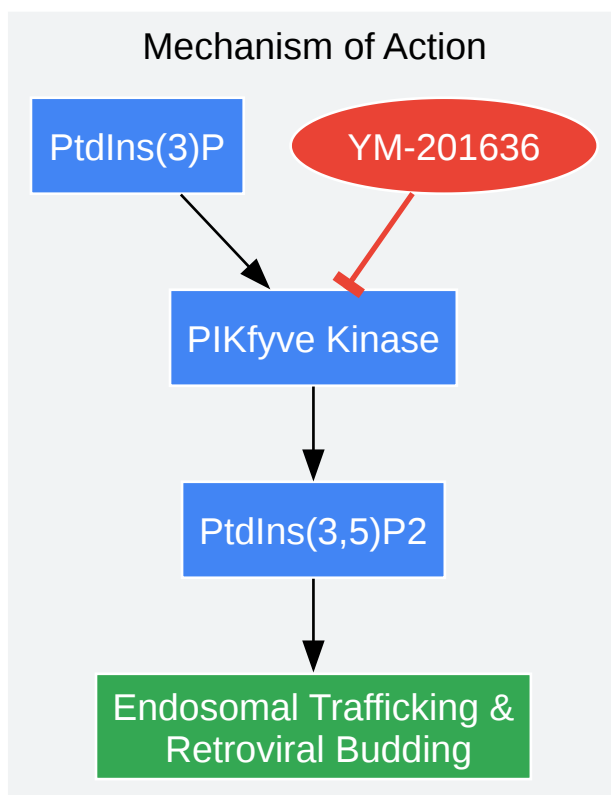 Mechanism of Action
PtdIns(3)P
YM-201636
PIKfyve Kinase
PtdIns(3,5)P2
Endosomal Trafficking &
Retroviral Budding